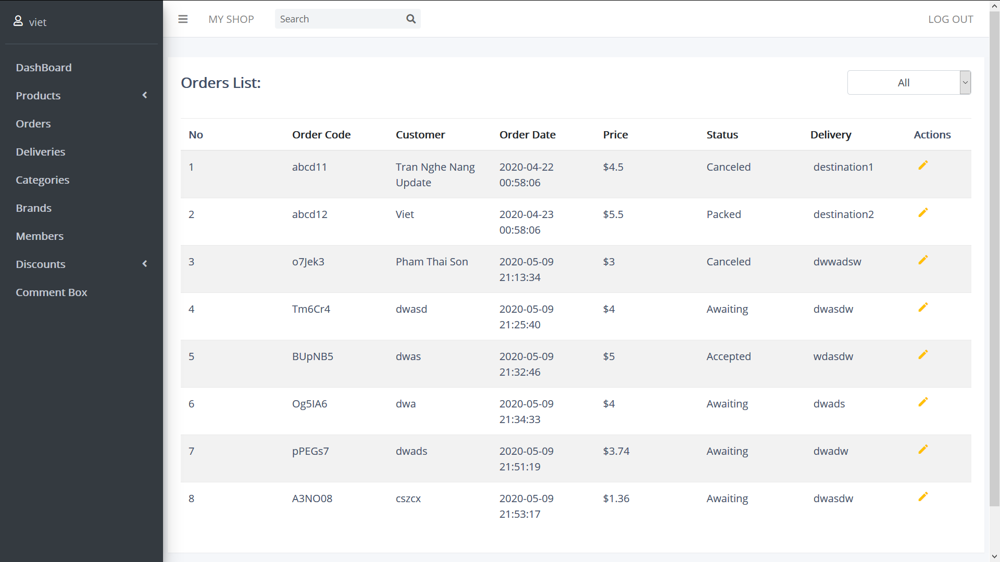 viet
MY SHOP
Search
LOG OUT
DashBoard
Products
Orders
Deliveries
Categories
Brands
Members
Discounts
Comment Box
Orders List:
All
No Order Code Customer Order Date Price Status Delivery Actions
1 abcd11 Tran Nghe Nang 2020-04-22 $4.5 Canceled destination1
Update 00:58:06
2 abcd12 Viet 2020-04-23 $5.5 Packed destination2
00:58:06
3 o7Jek3 Pham Thai Son 2020-05-09 $3 Canceled dwwadsw
21:13:34
4 Tm6Cr4 dwasd 2020-05-09 $4 Awaiting dwasdw
21:25:40
5 BUpNB5 dwas 2020-05-09 $5 Accepted wdasdw
21:32:46
6 Og5IA6 dwa 2020-05-09 $4 Awaiting dwads
21:34:33
7 pPEGs7 dwads 2020-05-09 $3.74 Awaiting dwadw
21:51:19
8 A3NO08 cszcx 2020-05-09 $1.36 Awaiting dwasdw
21:53:17